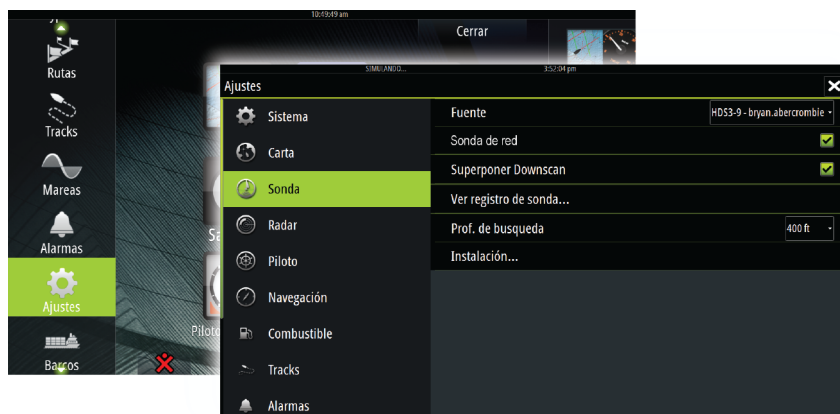 10:49:49 am
Cerrar
Rutas
Tracks
Mareas
Alarmas
Ajustes
Barcos
Piloto
SIMULANDO...
3:52:04 pm
Ajustes
Sistema
Carta
Sonda
Radar
Piloto
Navegación
Combustible
Tracks
Alarmas
Fuente
HDS3-9 - bryan.abercrombie
Sonda de red
Superponer Downscan
Ver registro de sonda...
Prof. de busqueda
400 ft
Instalación...